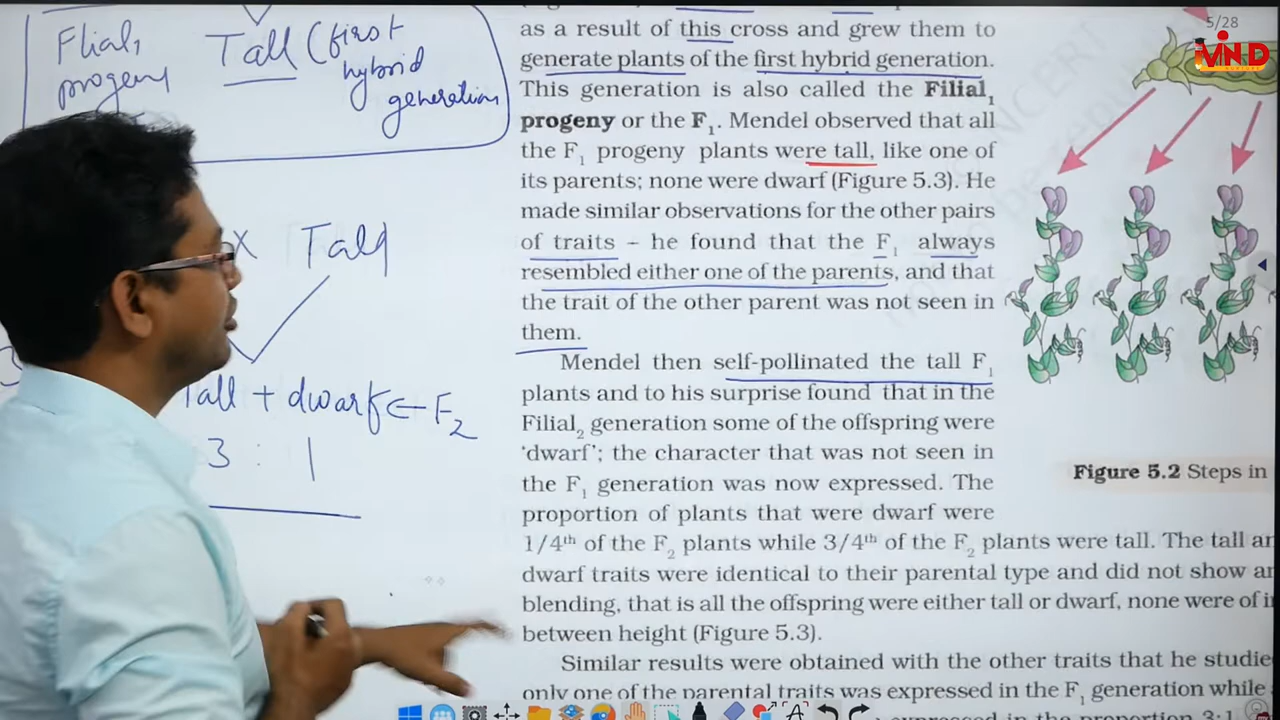 5/28
MIND
Filial1
progeny
Tall (first
hybrid
generation
X Tall
Tall + dwarf ← F2
3 : 1
as a result of this cross and grew them to
generate plants of the first hybrid generation.
This generation is also called the Filial1
progeny or the F1. Mendel observed that all
the F1 progeny plants were tall, like one of
its parents; none were dwarf (Figure 5.3). He
made similar observations for the other pairs
of traits – he found that the F1 always
resembled either one of the parents, and that
the trait of the other parent was not seen in
them.
Mendel then self-pollinated the tall F1
plants and to his surprise found that in the
Filial2 generation some of the offspring were
‘dwarf’; the character that was not seen in
the F1 generation was now expressed. The
proportion of plants that were dwarf were
1/4th of the F2 plants while 3/4th of the F2 plants were tall. The tall an
dwarf traits were identical to their parental type and did not show an
blending, that is all the offspring were either tall or dwarf, none were of i
between height (Figure 5.3).
Similar results were obtained with the other traits that he studie
only one of the parental traits was expressed in the F1 generation while
Figure 5.2 Steps in